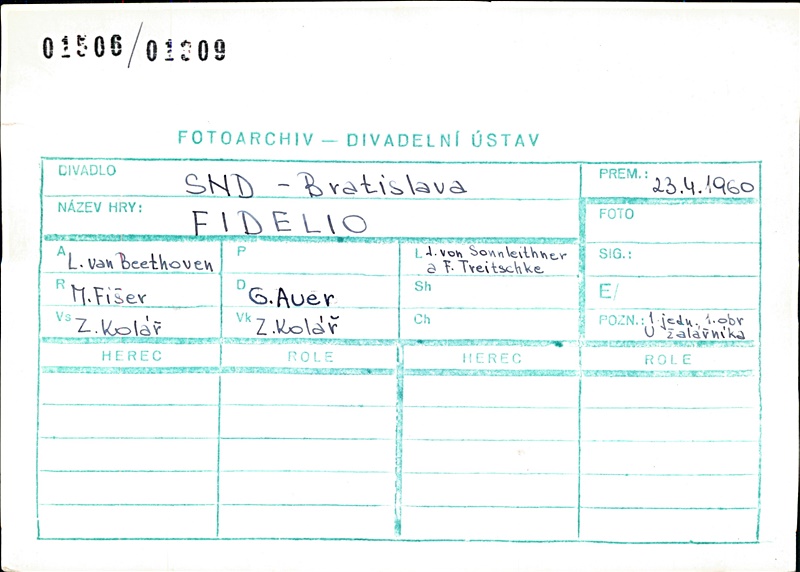 01506/01309
FOTOARCHIV — DIVADELNÍ ÚSTAV
DIVADLO SND - Bratislava PREM.: 23.4.1960
NÁZEV HRY: FIDELIO FOTO
A L. van Beethoven P L J. von Sonnleithner a F. Treitschke SIG.:
R M. Fišer D G. Auer Sh E/
Vs Z. Kolář Vk Z. Kolář Ch POZN.: 1. jedn., 1. obr
U žalářníka
HEREC ROLE HEREC ROLE